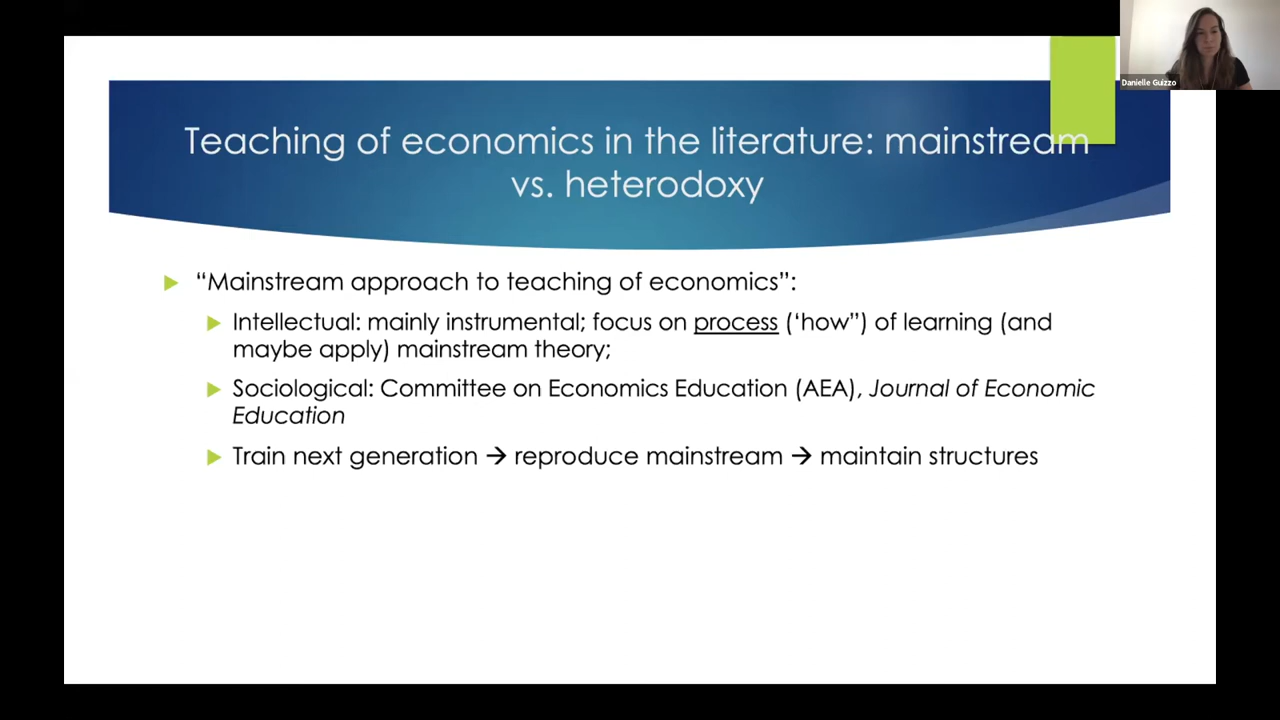 Danielle Guizzo
Teaching of economics in the literature: mainstream
vs. heterodoxy
“Mainstream approach to teaching of economics”:
Intellectual: mainly instrumental; focus on process (‘how”) of learning (and
maybe apply) mainstream theory;
Sociological: Committee on Economics Education (AEA), Journal of Economic
Education
Train next generation → reproduce mainstream → maintain structures